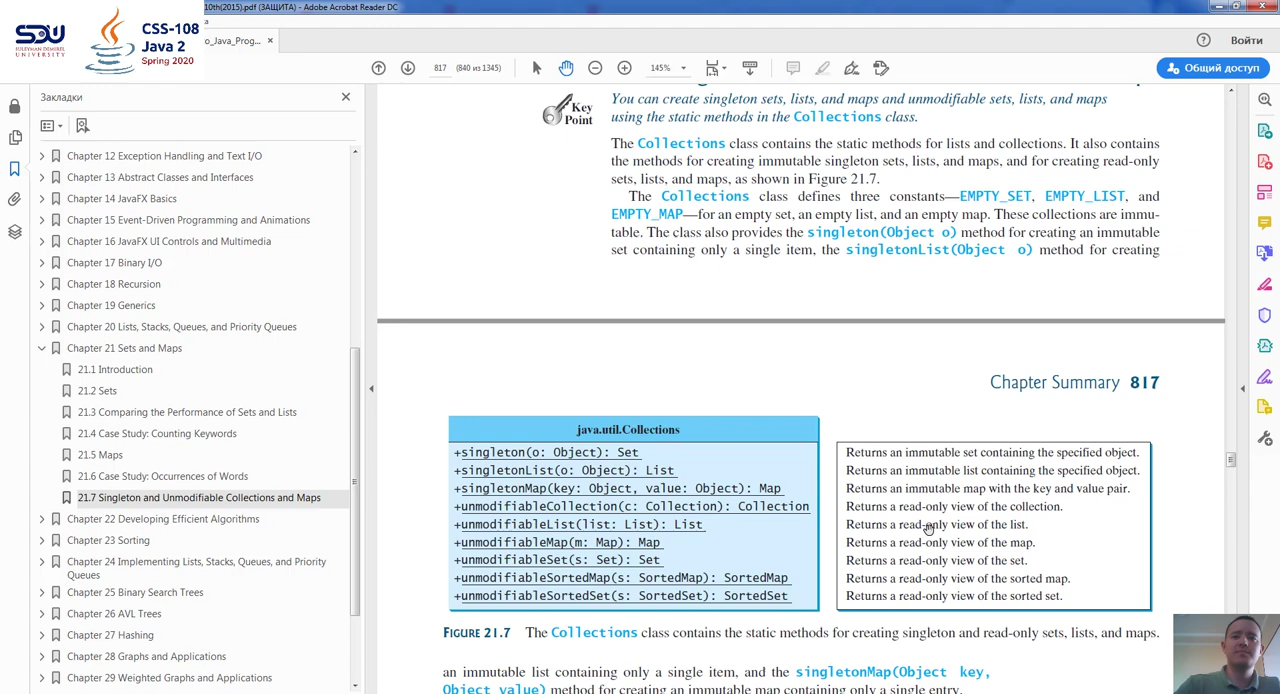 10th(2015).pdf (ЗАЩИТА) - Adobe Acrobat Reader DC
SDU
SULEYMAN DEMIREL
UNIVERSITY
Java
CSS-108
Java 2
Spring 2020
o_Java_Prog...
Войти
817 (840 из 1345)
145%
Общий доступ
Закладки
Chapter 12 Exception Handling and Text I/O
Chapter 13 Abstract Classes and Interfaces
Chapter 14 JavaFX Basics
Chapter 15 Event-Driven Programming and Animations
Chapter 16 JavaFX UI Controls and Multimedia
Chapter 17 Binary I/O
Chapter 18 Recursion
Chapter 19 Generics
Chapter 20 Lists, Stacks, Queues, and Priority Queues
Chapter 21 Sets and Maps
21.1 Introduction
21.2 Sets
21.3 Comparing the Performance of Sets and Lists
21.4 Case Study: Counting Keywords
21.5 Maps
21.6 Case Study: Occurrences of Words
21.7 Singleton and Unmodifiable Collections and Maps
Chapter 22 Developing Efficient Algorithms
Chapter 23 Sorting
Chapter 24 Implementing Lists, Stacks, Queues, and Priority
Queues
Chapter 25 Binary Search Trees
Chapter 26 AVL Trees
Chapter 27 Hashing
Chapter 28 Graphs and Applications
Chapter 29 Weighted Graphs and Applications
Key
Point
You can create singleton sets, lists, and maps and unmodifiable sets, lists, and maps
using the static methods in the Collections class.
The Collections class contains the static methods for lists and collections. It also contains
the methods for creating immutable singleton sets, lists, and maps, and for creating read-only
sets, lists, and maps, as shown in Figure 21.7.
The Collections class defines three constants—EMPTY_SET, EMPTY_LIST, and
EMPTY_MAP—for an empty set, an empty list, and an empty map. These collections are immu-
table. The class also provides the singleton(Object o) method for creating an immutable
set containing only a single item, the singletonList(Object o) method for creating
Chapter Summary 817
java.util.Collections
+singleton(o: Object): Set
+singletonList(o: Object): List
+singletonMap(key: Object, value: Object): Map
+unmodifiableCollection(c: Collection): Collection
+unmodifiableList(list: List): List
+unmodifiableMap(m: Map): Map
+unmodifiableSet(s: Set): Set
+unmodifiableSortedMap(s: SortedMap): SortedMap
+unmodifiableSortedSet(s: SortedSet): SortedSet
Returns an immutable set containing the specified object.
Returns an immutable list containing the specified object.
Returns an immutable map with the key and value pair.
Returns a read-only view of the collection.
Returns a read-only view of the list.
Returns a read-only view of the map.
Returns a read-only view of the set.
Returns a read-only view of the sorted map.
Returns a read-only view of the sorted set.
FIGURE 21.7 The Collections class contains the static methods for creating singleton and read-only sets, lists, and maps.
an immutable list containing only a single item, and the singletonMap(Object key,
Object value) method for creating an immutable map containing only a single entry.